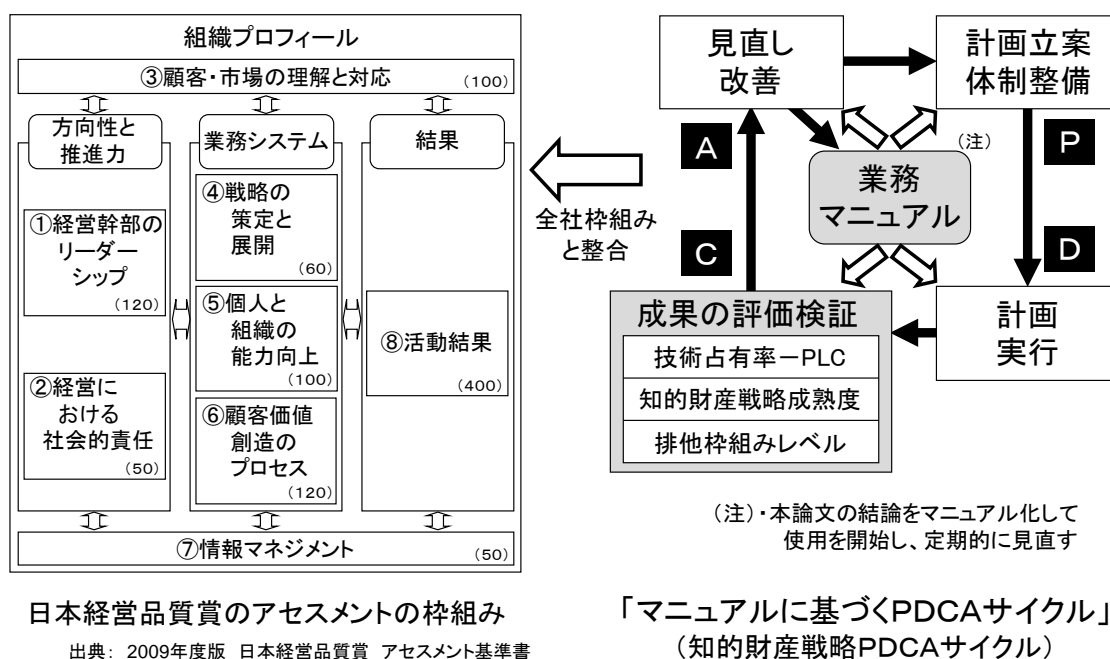 組織プロフィール
③顧客・市場の理解と対応
(100)
方向性と
推進力
業務システム
結果
①経営幹部の
リーダー
シップ
(120)
②経営に
おける
社会的責任
(50)
④戦略の
策定と
展開
(60)
⑤個人と
組織の
能力向上
(100)
⑥顧客価値
創造の
プロセス
(120)
⑧活動結果
(400)
⑦情報マネジメント
(50)
日本経営品質賞のアセスメントの枠組み
出典: 2009年度版 日本経営品質賞 アセスメント基準書
全社枠組み
と整合
見直し
改善
計画立案
体制整備
A
(注)
P
業務
マニュアル
C
D
成果の評価検証
技術占有率－PLC
知的財産戦略成熟度
排他枠組みレベル
計画
実行
(注)・本論文の結論をマニュアル化して
使用を開始し、定期的に見直す
「マニュアルに基づくPDCAサイクル」
(知的財産戦略PDCAサイクル)